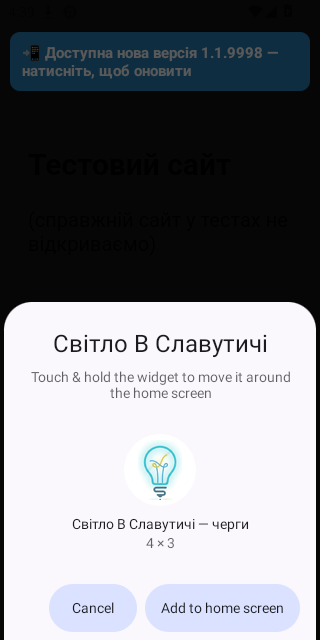 Доступна нова версія 1.1.9998 —
натисніть, щоб оновити
Тестовий сайт
(справжній сайт у тестах не
відкриваємо)
Світло В Славутичі
Touch & hold the widget to move it around
the home screen
Світло В Славутичі — черги
4 × 3
Cancel
Add to home screen